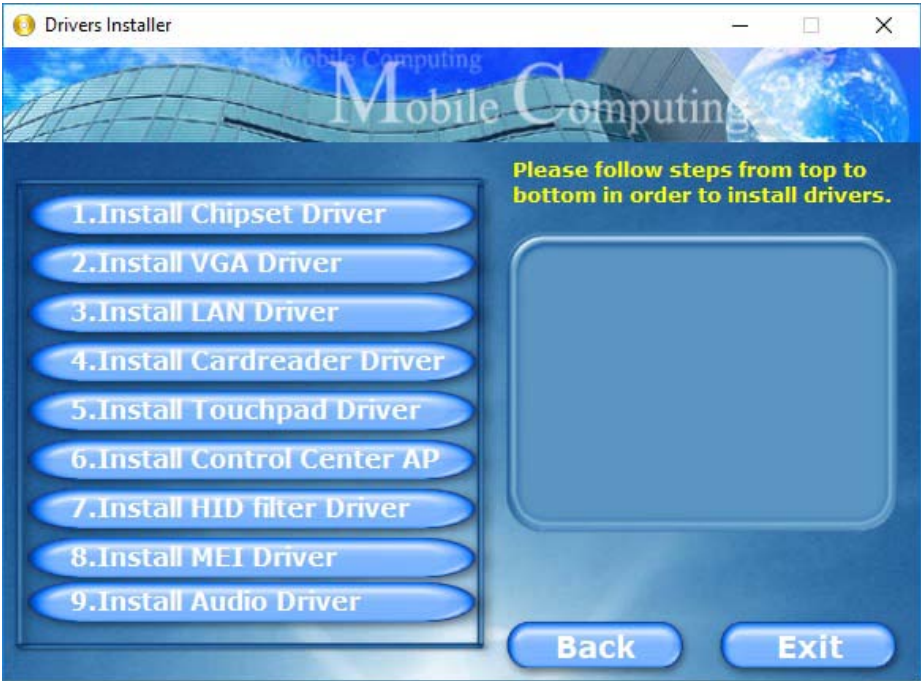 Drivers Installer
Mobile Computing
Mobile Computing
Please follow steps from top to
bottom in order to install drivers.
1.Install Chipset Driver
2.Install VGA Driver
3.Install LAN Driver
4.Install Cardreader Driver
5.Install Touchpad Driver
6.Install Control Center AP
7.Install HID filter Driver
8.Install MEI Driver
9.Install Audio Driver
Back
Exit